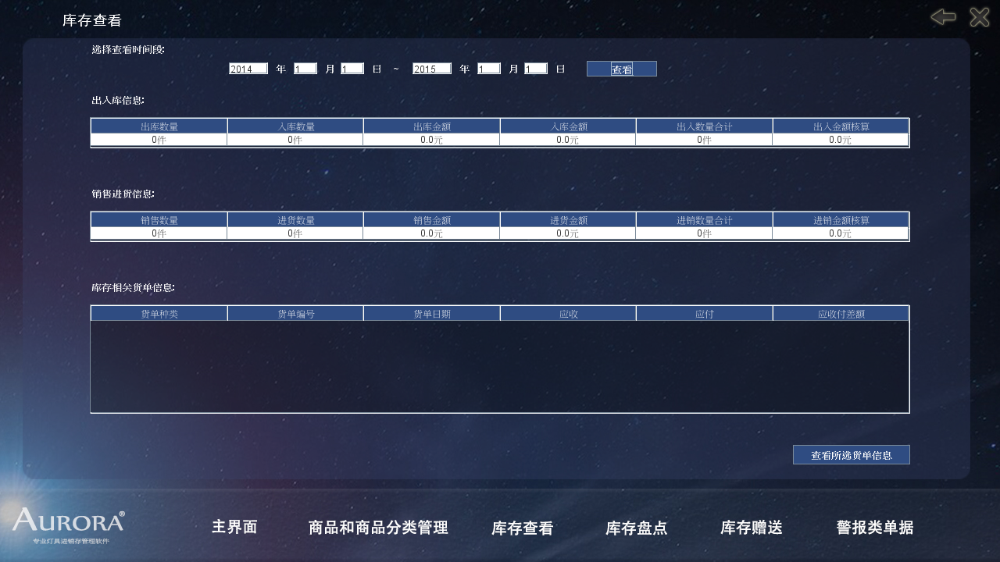 库存查看
选择查看时间段:
2014 年 1 月 1 日 ~ 2015 年 1 月 1 日 查看
出入库信息:
出库数量 入库数量 出库金额 入库金额 出入数量合计 出入金额核算
0件 0件 0.0元 0.0元 0件 0.0元
销售进货信息:
销售数量 进货数量 销售金额 进货金额 进销数量合计 进销金额核算
0件 0件 0.0元 0.0元 0件 0.0元
库存相关货单信息:
货单种类 货单编号 货单日期 应收 应付 应收付差额
查看所选货单信息
AURORA®
专业灯具进销存管理软件
主界面 商品和商品分类管理 库存查看 库存盘点 库存赠送 警报类单据